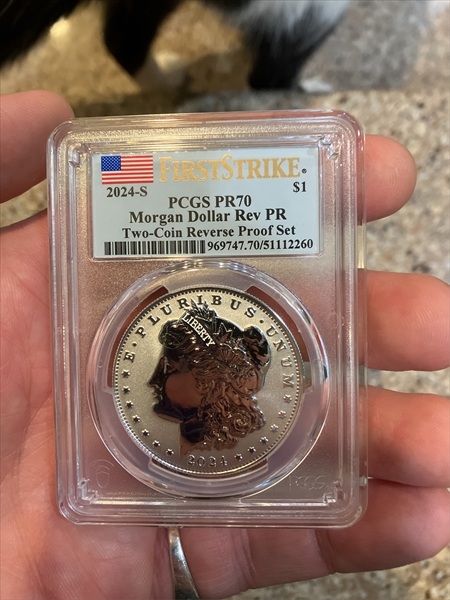 FIRSTSTRIKE®
2024-S $1
PCGS PR70
Morgan Dollar Rev PR
Two-Coin Reverse Proof Set
969747.70/51112260
E·PLURIBUS·UNUM
LIBERTY
2024